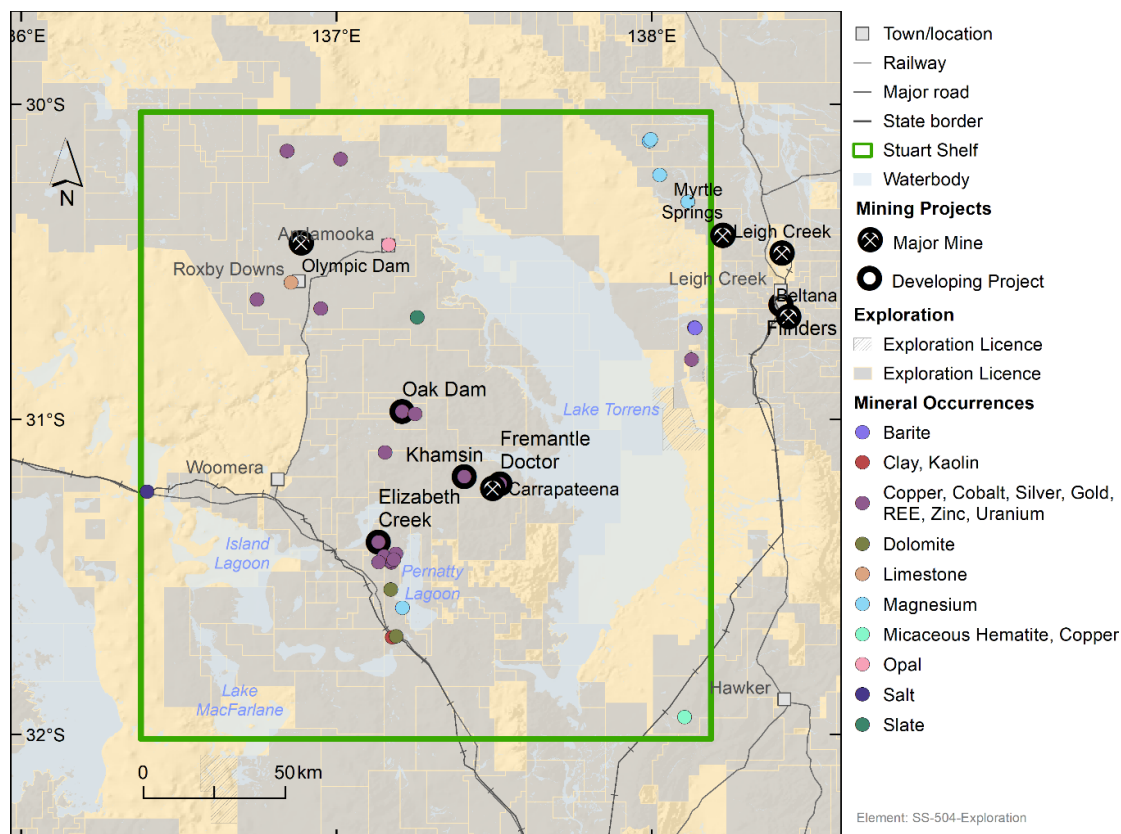 36°E
137°E
138°E
30°S
31°S
32°S
N
Myrtle
Springs
Leigh Creek
Andamooka
Olympic Dam
Roxby Downs
Leigh Creek
Beltana
Flinders
Oak Dam
Lake Torrens
Fremantle
Doctor
Khamsin
Carrapateena
Woomera
Elizabeth
Creek
Island
Lagoon
Pernatty
Lagoon
Hawker
Lake
MacFarlane
0
50 km
Town/location
Railway
Major road
State border
Stuart Shelf
Waterbody
Mining Projects
Major Mine
Developing Project
Exploration
Exploration Licence
Exploration Licence
Mineral Occurrences
Barite
Clay, Kaolin
Copper, Cobalt, Silver, Gold,
REE, Zinc, Uranium
Dolomite
Limestone
Magnesium
Micaceous Hematite, Copper
Opal
Salt
Slate
Element: SS-504-Exploration